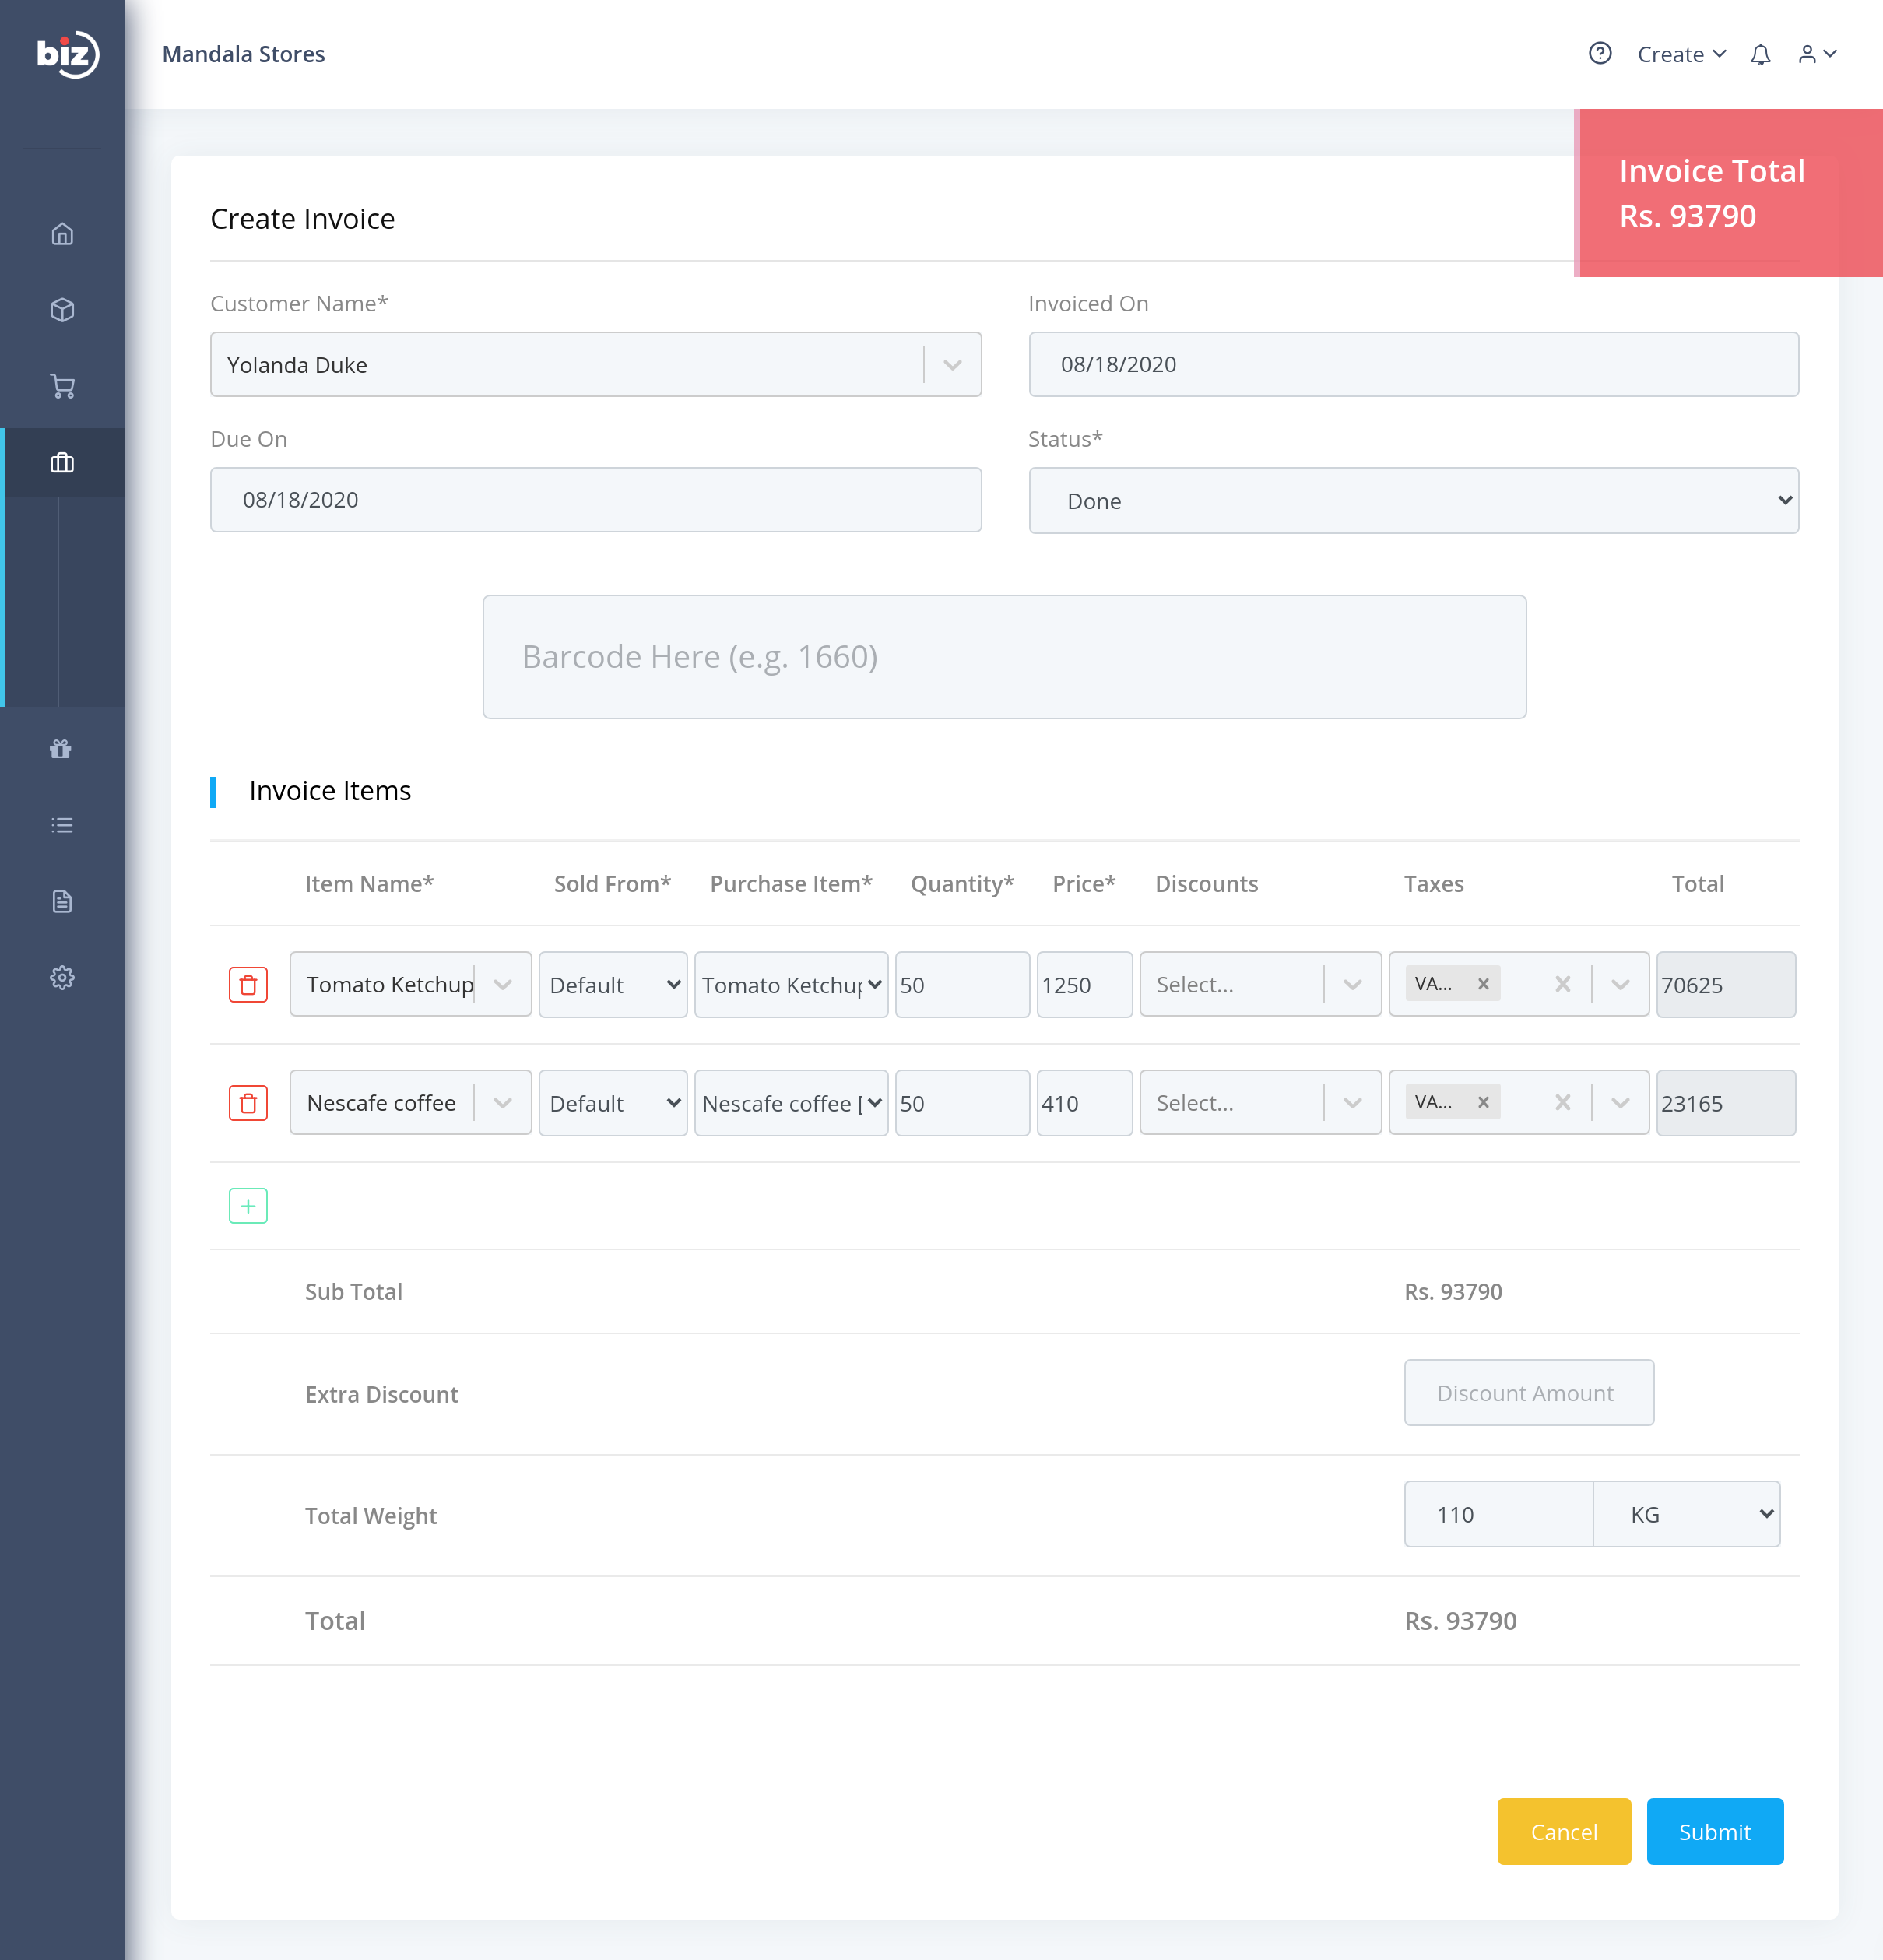 biz
Mandala Stores
Create
Invoice Total
Rs. 93790
Create Invoice
Customer Name*
Invoiced On
Yolanda Duke
08/18/2020
Due On
Status*
08/18/2020
Done
Barcode Here (e.g. 1660)
Invoice Items
Item Name* Sold From* Purchase Item* Quantity* Price* Discounts Taxes Total
Tomato Ketchup Default Tomato Ketchup 50 1250 Select... VA... 70625
Nescafe coffee Default Nescafe coffee [ 50 410 Select... VA... 23165
Sub Total Rs. 93790
Extra Discount Discount Amount
Total Weight 110 KG
Total Rs. 93790
Cancel Submit